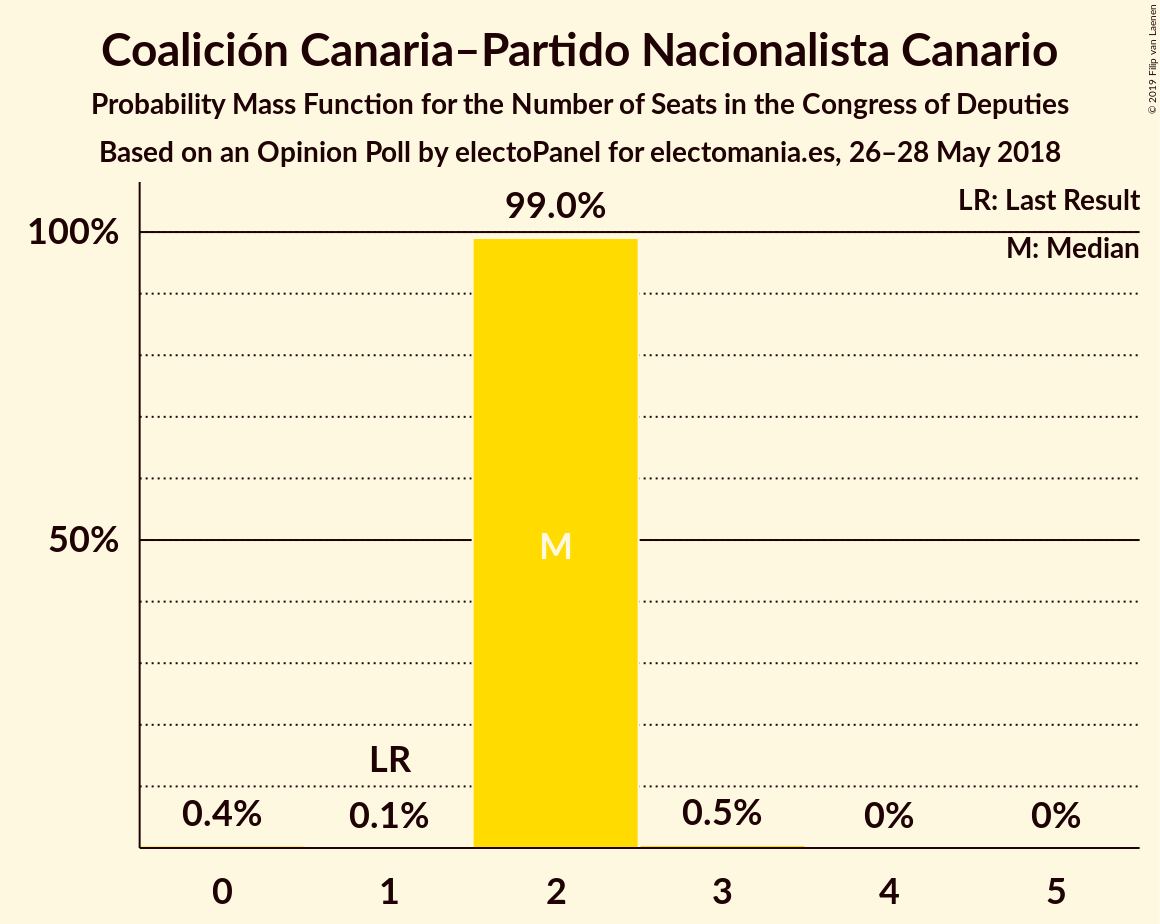 Coalición Canaria–Partido Nacionalista Canario
Probability Mass Function for the Number of Seats in the Congress of Deputies
Based on an Opinion Poll by electoPanel for electomania.es, 26–28 May 2018
© 2019 Filip van Laenen
99.0%
LR: Last Result
100%
M: Median
50%
M
LR
0.4%
0.1%
0.5%
0%
0%
0 1 2 3 4 5